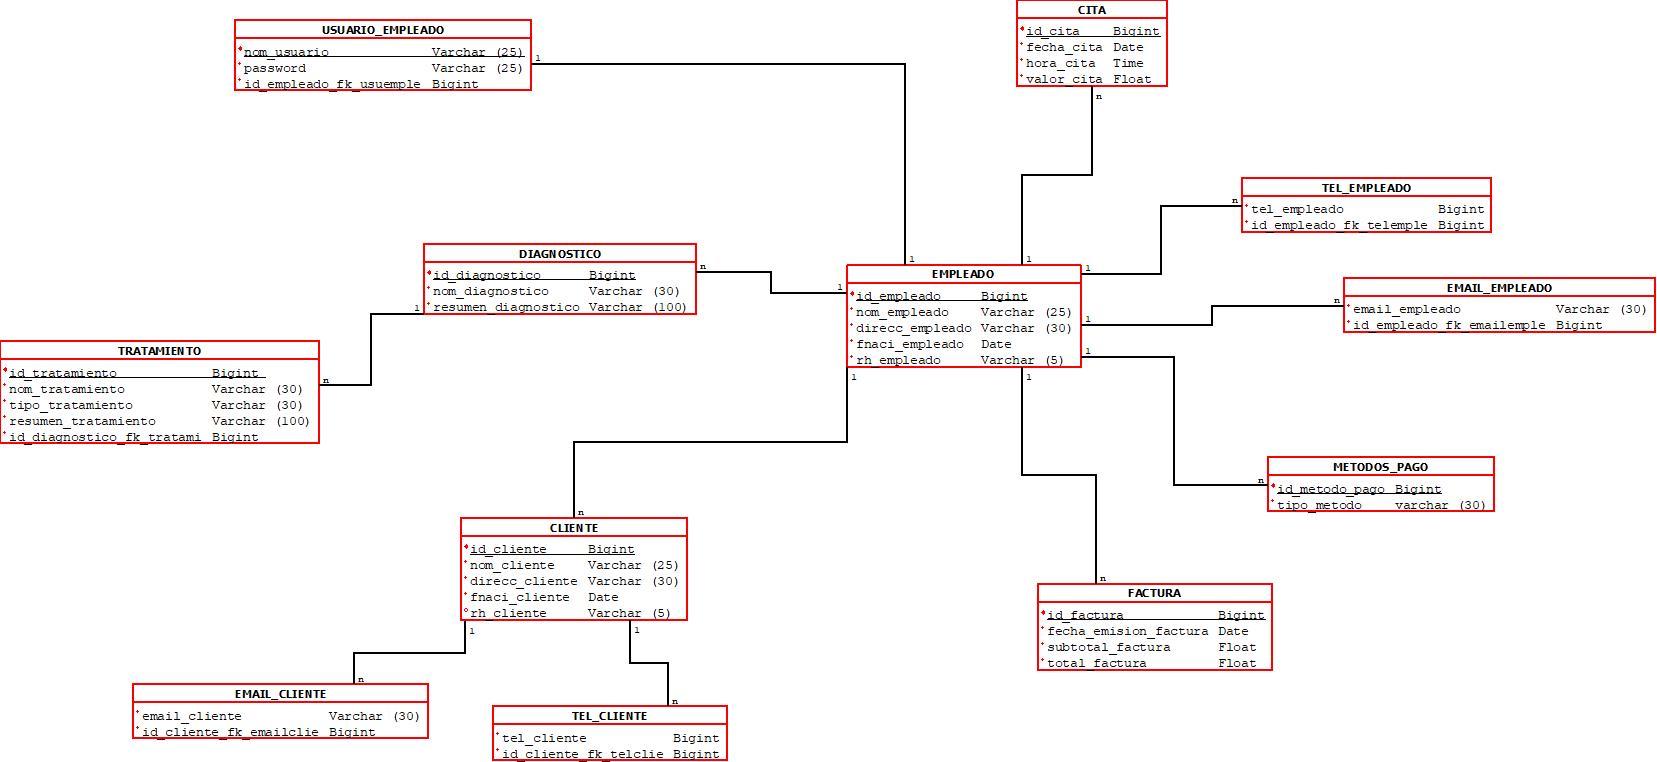 CITA
id_cita Bigint
fecha_cita Date
hora_cita Time
valor_cita Float
n
USUARIO_EMPLEADO
nom_usuario Varchar (25)
password Varchar (25)
id_empleado_fk_usuemple Bigint
1
TEL_EMPLEADO
tel_empleado Bigint
id_empleado_fk_telemple Bigint
n
DIAGNOSTICO
id_diagnostico Bigint
nom_diagnostico Varchar (30)
resumen_diagnostico Varchar (100)
n
1
1
1
1
1
EMPLEADO
id_empleado Bigint
nom_empleado Varchar (25)
direcc_empleado Varchar (30)
fnaci_empleado Date
rh_empleado Varchar (5)
1
1
1
1
EMAIL_EMPLEADO
email_empleado Varchar (30)
id_empleado_fk_emailemple Bigint
n
TRATAMIENTO
id_tratamiento Bigint
nom_tratamiento Varchar (30)
tipo_tratamiento Varchar (30)
resumen_tratamiento Varchar (100)
id_diagnostico_fk_tratami Bigint
n
METODOS_PAGO
id_metodo_pago Bigint
tipo_metodo varchar (30)
n
n
CLIENTE
id_cliente Bigint
nom_cliente Varchar (25)
direcc_cliente Varchar (30)
fnaci_cliente Date
rh_cliente Varchar (5)
1
1
n
FACTURA
id_factura Bigint
fecha_emision_factura Date
subtotal_factura Float
total_factura Float
n
EMAIL_CLIENTE
email_cliente Varchar (30)
id_cliente_fk_emailclie Bigint
n
TEL_CLIENTE
tel_cliente Bigint
id_cliente_fk_telclie Bigint